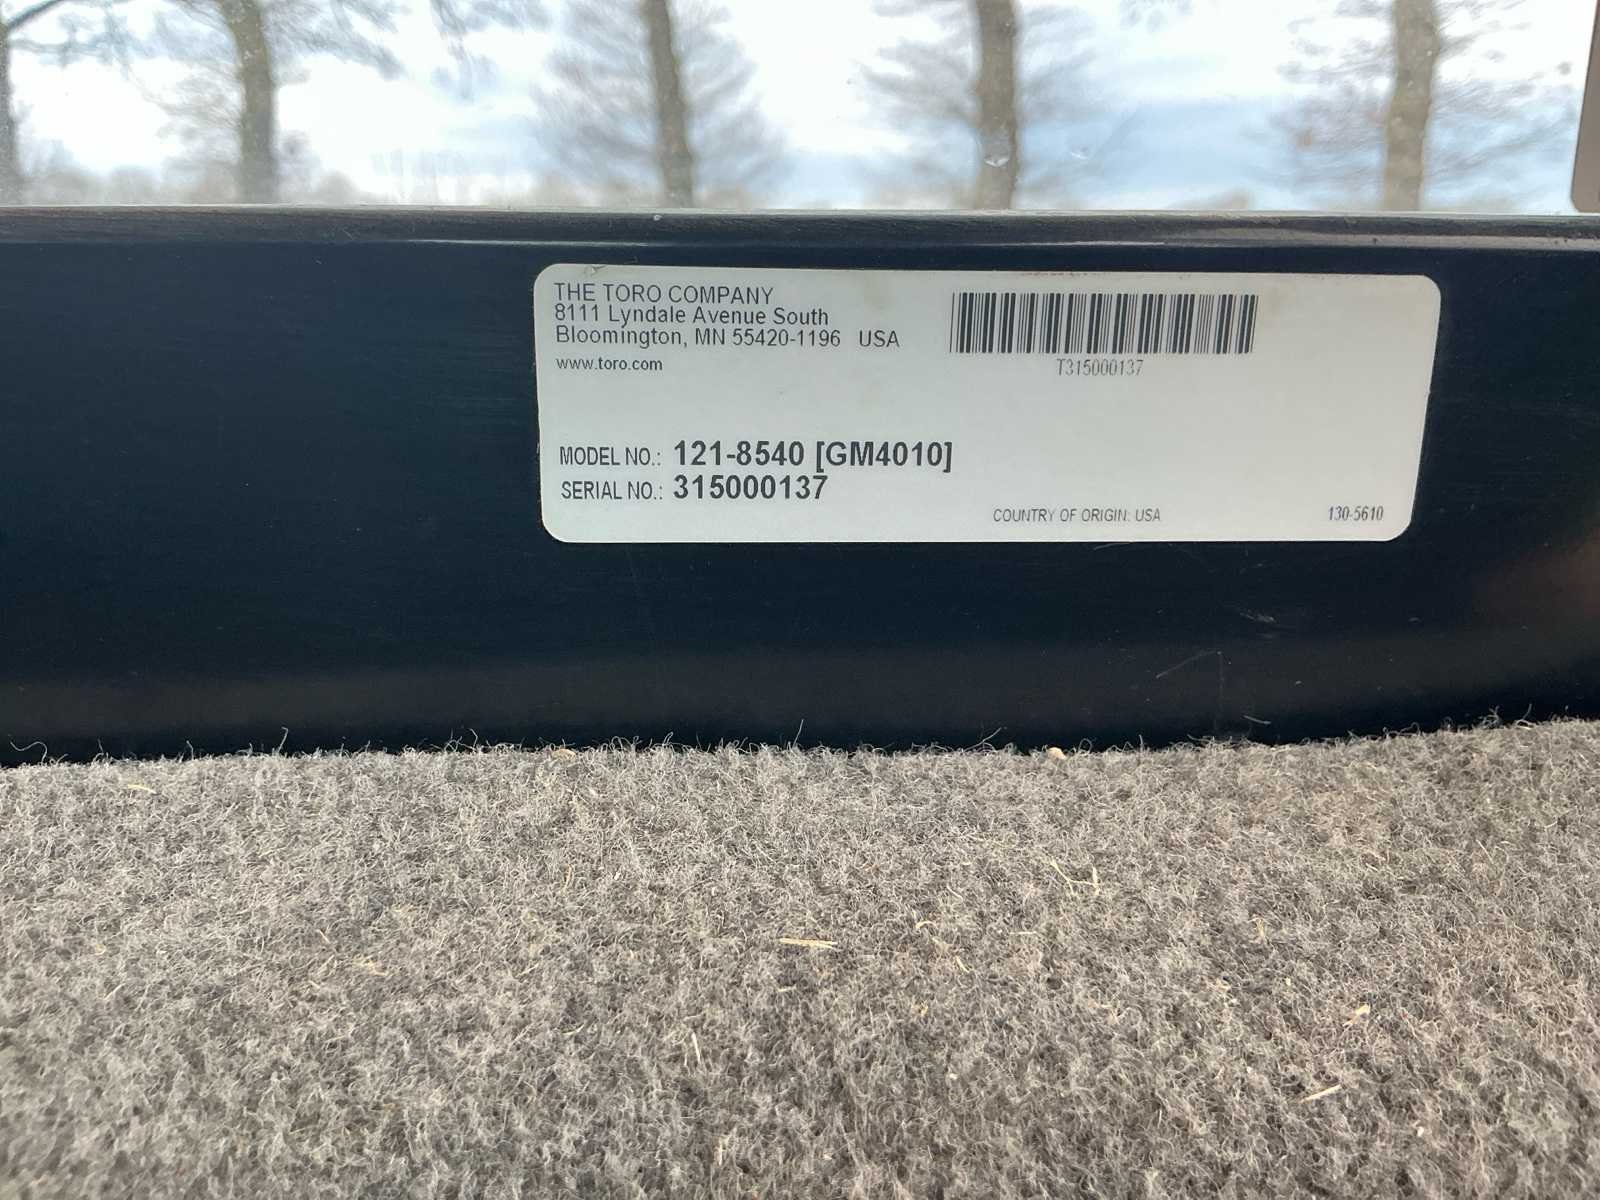 THE TORO COMPANY
8111 Lyndale Avenue South
Bloomington, MN 55420-1196 USA
www.toro.com
T315000137
MODEL NO.: 121-8540 [GM4010]
SERIAL NO.: 315000137
COUNTRY OF ORIGIN: USA
130-5610